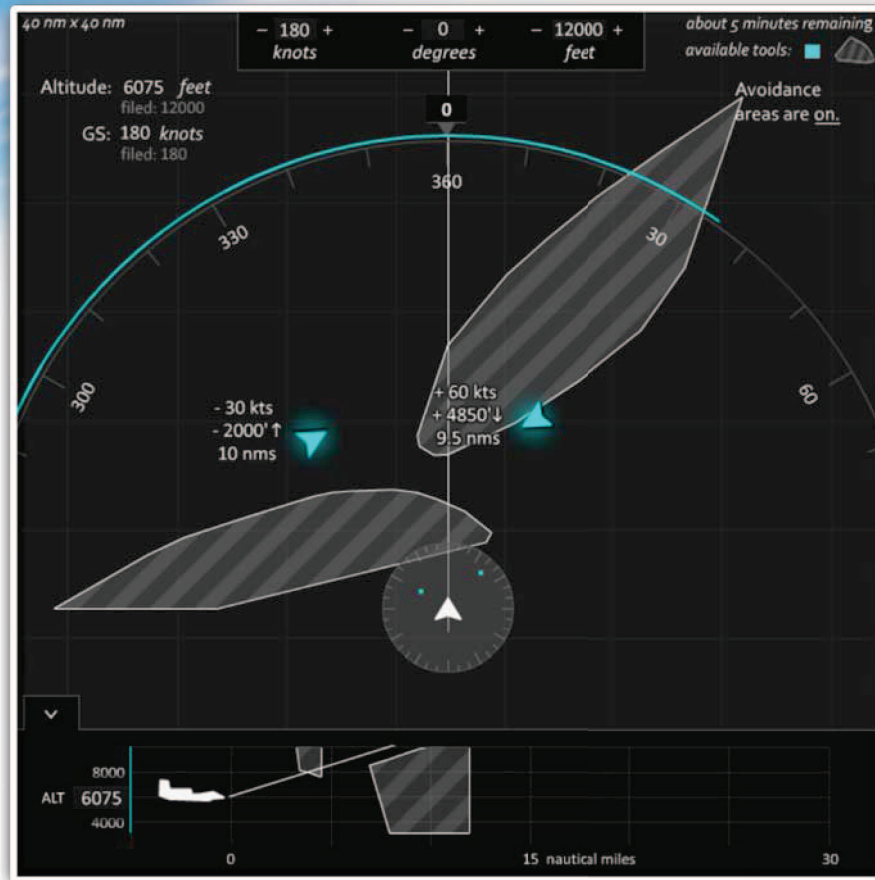 40 nm x 40 nm
− 180 +
knots
− 0 +
degrees
− 12000 +
feet
about 5 minutes remaining
available tools:
Altitude: 6075 feet
filed: 12000
GS: 180 knots
filed: 180
Avoidance
areas are on.
0
360
330
30
300
60
- 30 kts
- 2000'↑
10 nms
+ 60 kts
+ 4850'↓
9.5 nms
8000
ALT 6075
4000
0
15 nautical miles
30